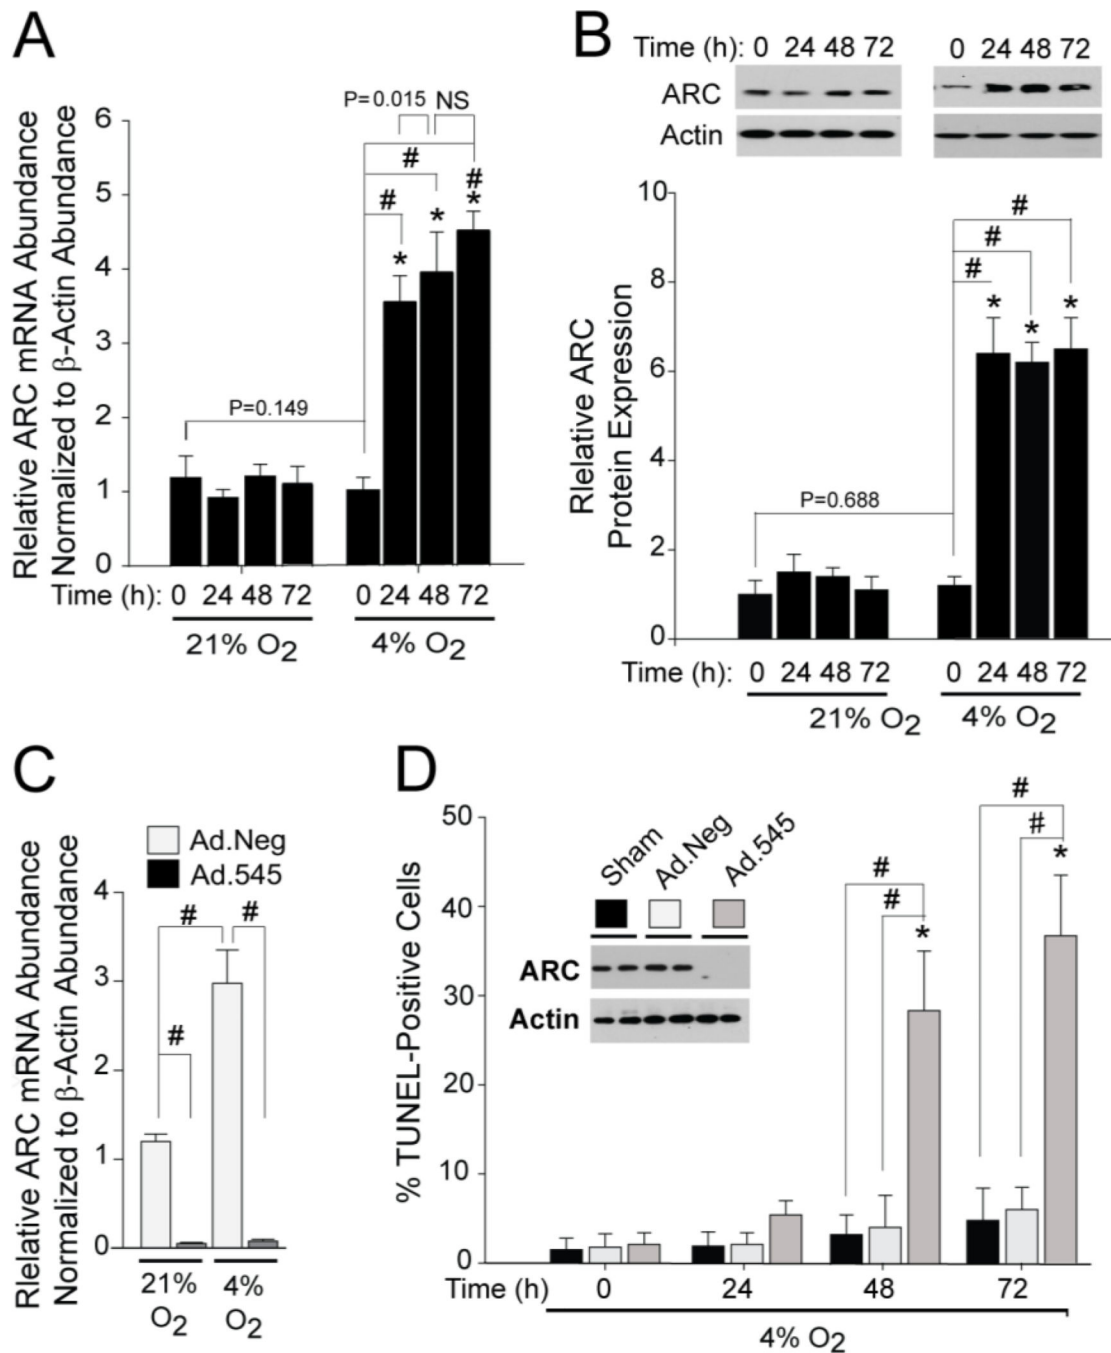 A
Rlelative ARC mRNA Abundance
Normalized to β-Actin Abundance
6
5
4
3
2
1
0
P=0.015
NS
#
#
#
*
*
*
P=0.149
Time (h): 0 24 48 72 0 24 48 72
21% O2 4% O2
B
Time (h): 0 24 48 72 0 24 48 72
ARC
Actin
Rlelative ARC
Protein Expression
10
8
6
4
2
0
#
#
#
* * *
P=0.688
Time (h): 0 24 48 72 0 24 48 72
21% O2 4% O2
C
Rlelative ARC mRNA Abundance
Normalized to β-Actin Abundance
4
3
2
1
0
Ad.Neg
Ad.545
# #
#
21% 4%
O2 O2
D
% TUNEL-Positive Cells
50
40
30
20
10
0
Sham
Ad.Neg
Ad.545
ARC
Actin
#
#
*
#
#
*
Time (h) 0 24 48 72
4% O2